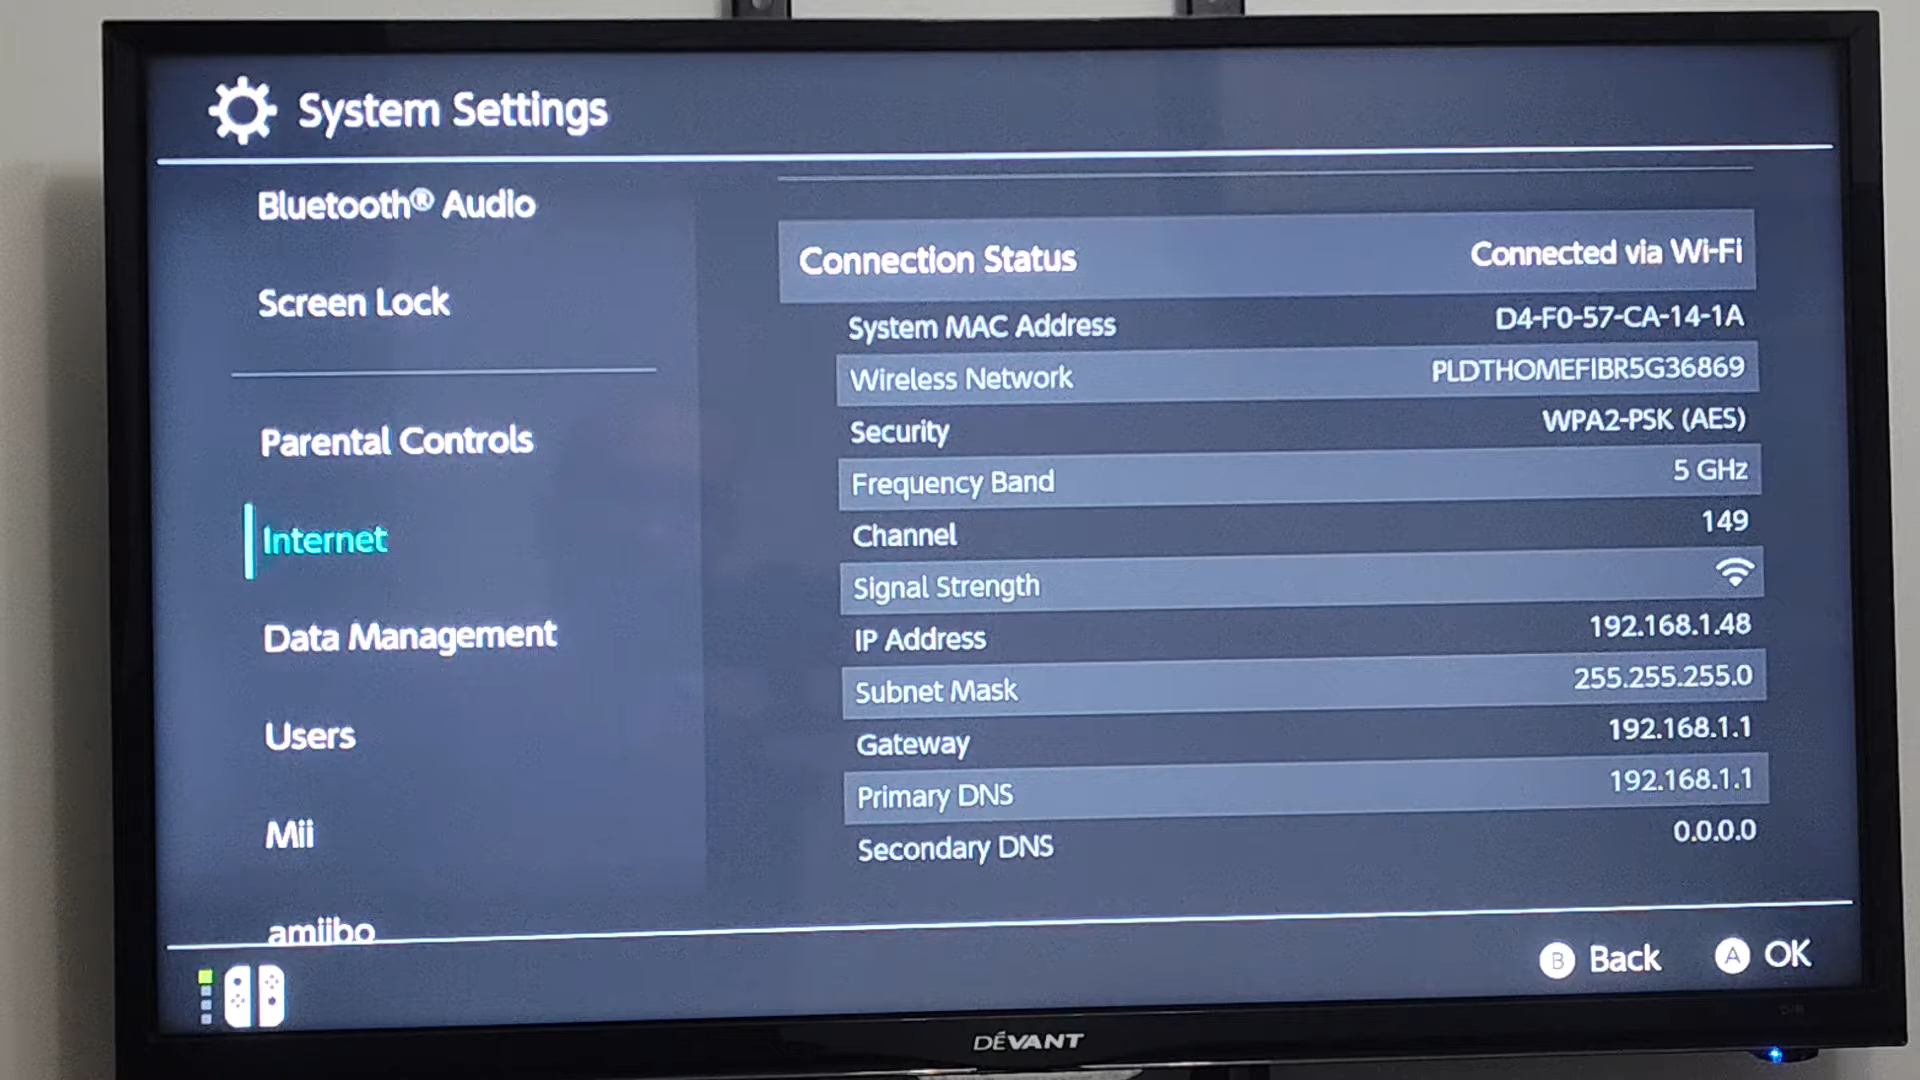 System Settings
Bluetooth® Audio
Screen Lock
Parental Controls
Internet
Data Management
Users
Mii
amiibo
Connection Status Connected via Wi-Fi
System MAC Address D4-F0-57-CA-14-1A
Wireless Network PLDTHOMEFIBR5G36869
Security WPA2-PSK (AES)
Frequency Band 5 GHz
Channel 149
Signal Strength
IP Address 192.168.1.48
Subnet Mask 255.255.255.0
Gateway 192.168.1.1
Primary DNS 192.168.1.1
Secondary DNS 0.0.0.0
B Back A OK
DÉVANT